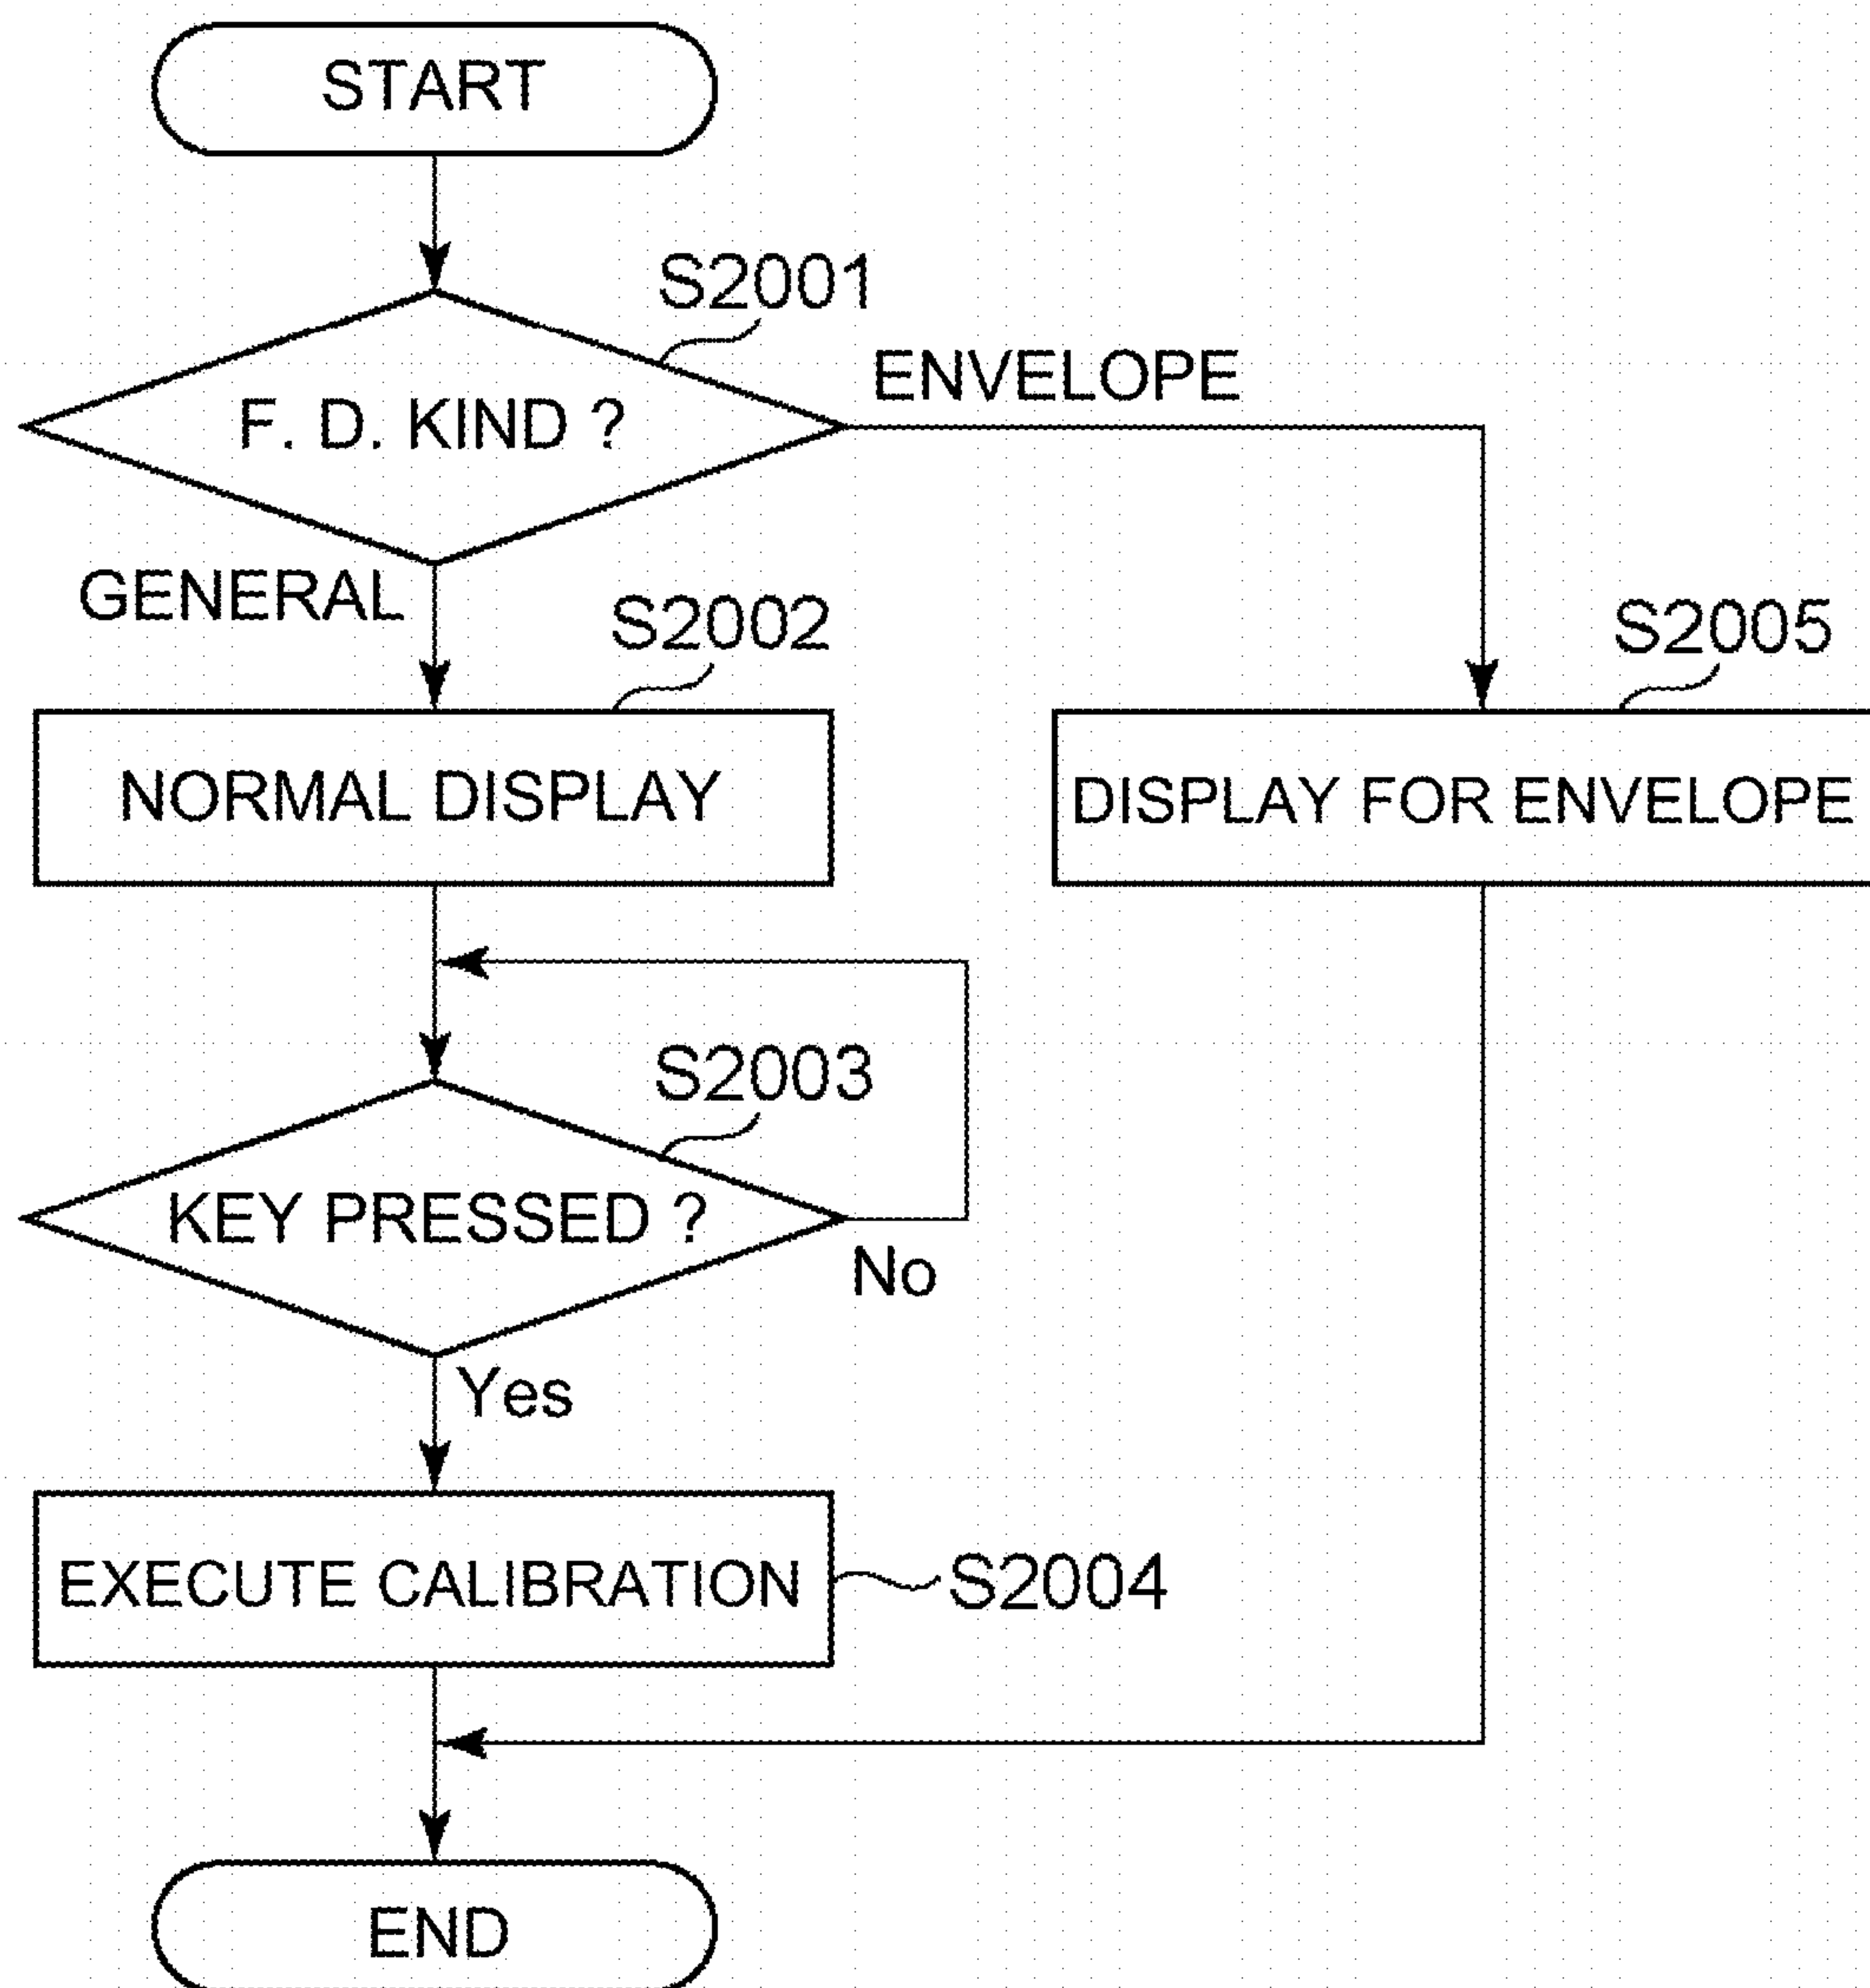 START
S2001
F. D. KIND ?
ENVELOPE
GENERAL
S2002
S2005
NORMAL DISPLAY
DISPLAY FOR ENVELOPE
S2003
KEY PRESSED ?
No
Yes
EXECUTE CALIBRATION
S2004
END